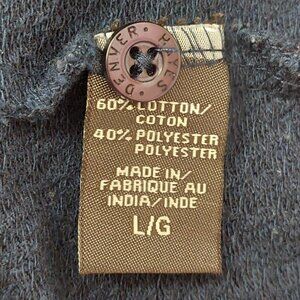 DENVER HAYES
60% COTTON/
COTON
40% POLYESTER
POLYESTER
MADE IN/
FABRIQUE AU
INDIA/INDE
L/G